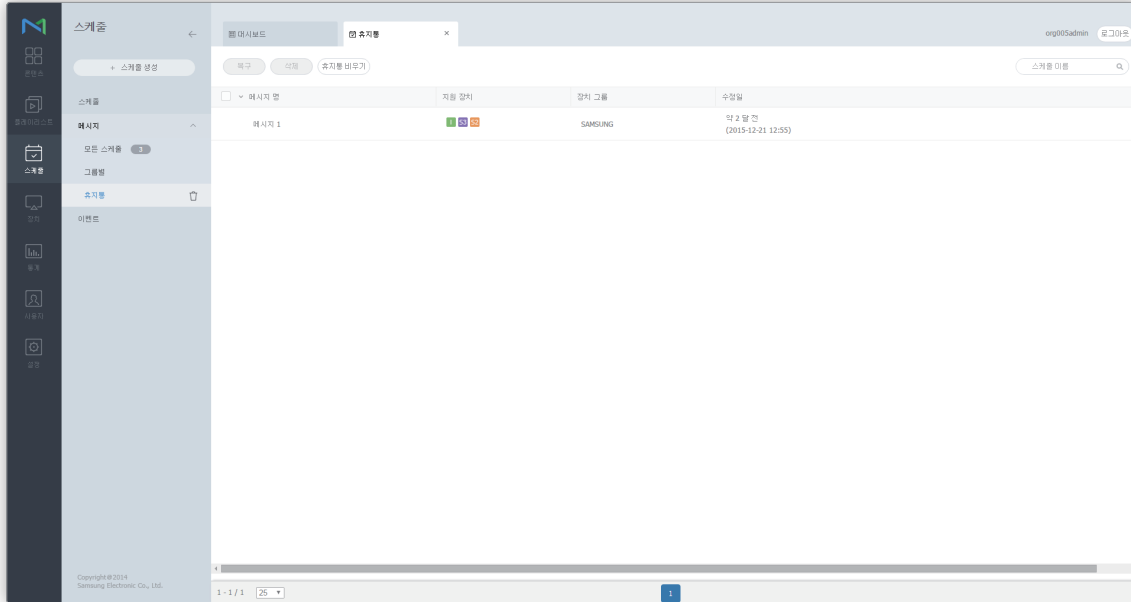 스케줄
←
대시보드
휴지통 ×
org005admin
로그아웃
+ 스케줄 생성
복구
삭제
휴지통 비우기
스케줄 이름
콘텐츠
플레이리스트
스케줄
장치
통계
사용자
설정
스케줄
메시지
모든 스케줄 3
그룹별
휴지통
이벤트
메시지 명
지원 장치
장치 그룹
수정일
메시지 1
I S3 S2
SAMSUNG
약 2 달 전
(2015-12-21 12:55)
Copyright©2014
Samsung Electronic Co., Ltd.
1 - 1 / 1
25
1